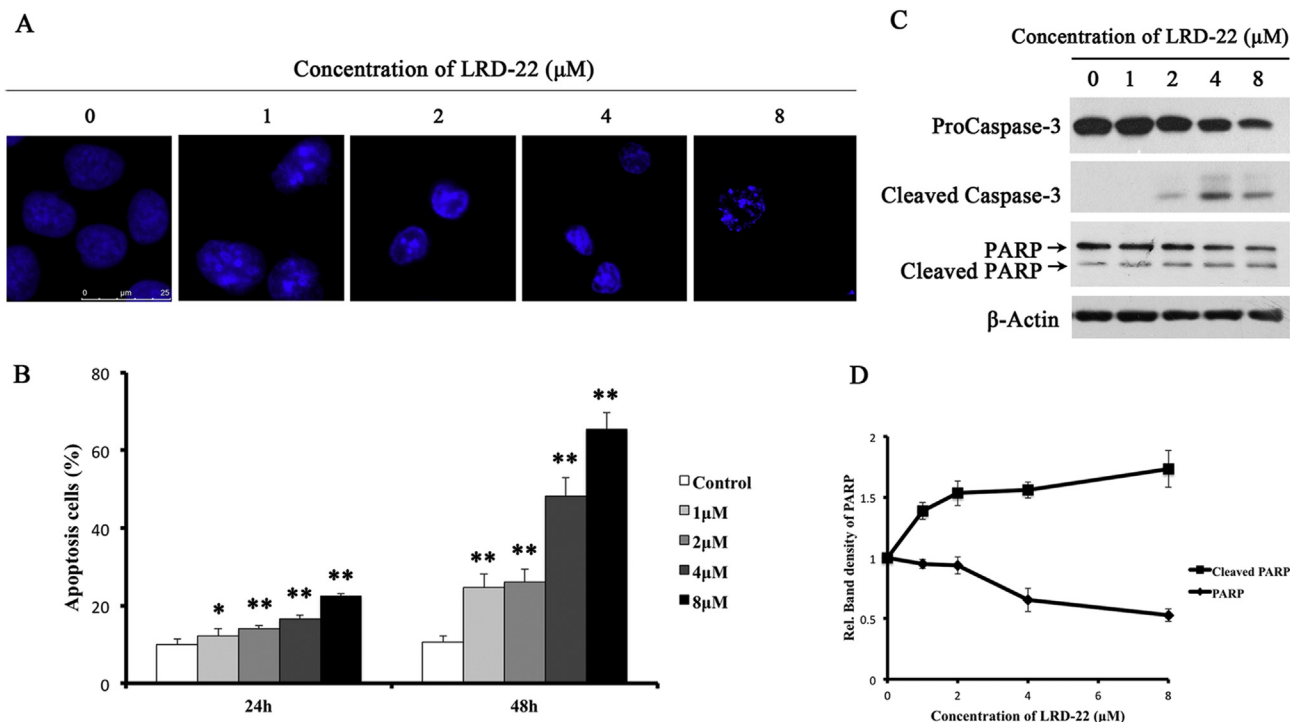 A
Concentration of LRD-22 (μM)
0 1 2 4 8
0 μm 25
B
Apoptosis cells (%)
80
60
40
20
0
* ** ** **
** ** ** **
24h 48h
Control
1μM
2μM
4μM
8μM
C
Concentration of LRD-22 (μM)
0 1 2 4 8
ProCaspase-3
Cleaved Caspase-3
PARP
Cleaved PARP
β-Actin
D
Rel. Band density of PARP
2
1.5
1
0.5
0
0 2 4 6 8
Concentration of LRD-22 (μM)
Cleaved PARP
PARP